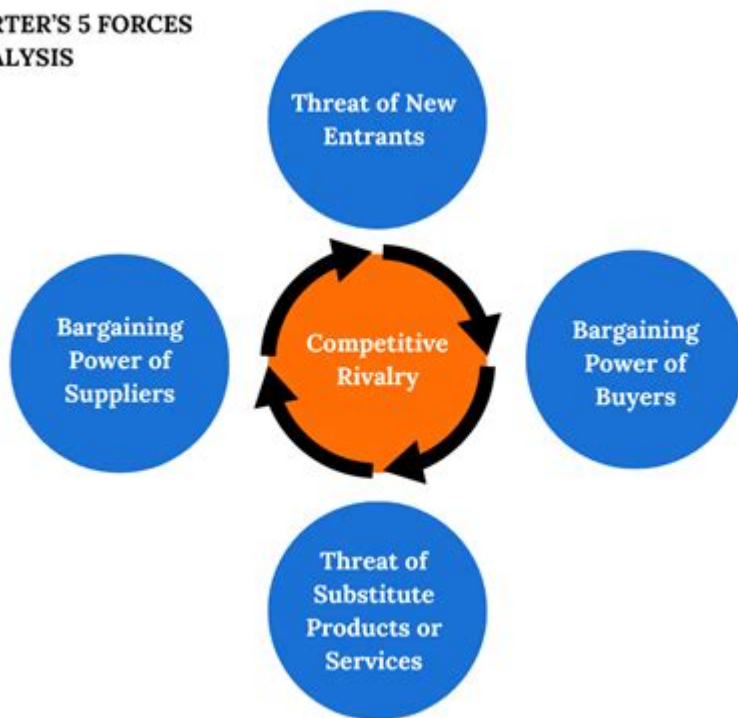 RTER'S 5 FORCES
ALYSIS
Threat of New
Entrants
Bargaining
Power of
Suppliers
Competitive
Rivalry
Bargaining
Power of
Buyers
Threat of
Substitute
Products or
Services